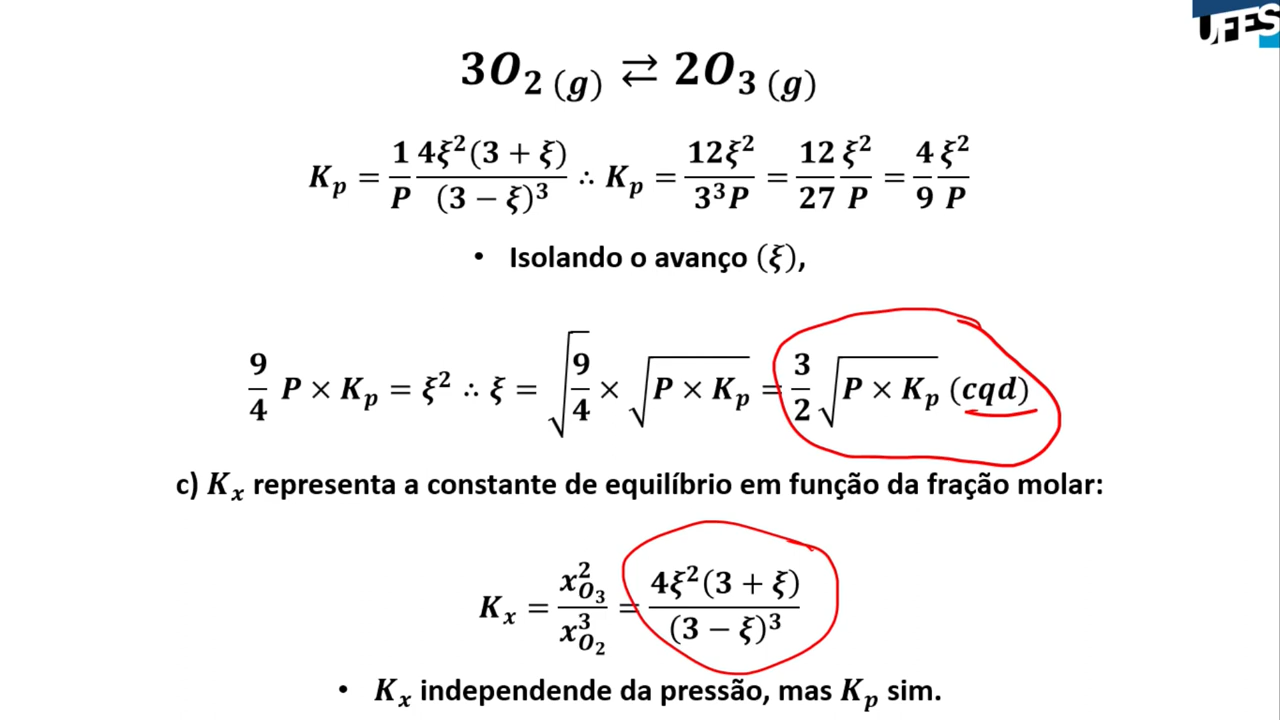 UFES
3O₂ (g) ⇄ 2O₃ (g)
Kₚ = 1/P 4ξ²(3 + ξ)/(3 − ξ)³ ∴ Kₚ = 12ξ²/3³P = 12/27 ξ²/P = 4/9 ξ²/P
• Isolando o avanço (ξ),
9/4 P × Kₚ = ξ² ∴ ξ = √(9/4) × √(P × Kₚ) = 3/2 √(P × Kₚ) (cqd)
c) Kₓ representa a constante de equilíbrio em função da fração molar:
Kₓ = x²_O₃/x³_O₂ = 4ξ²(3 + ξ)/(3 − ξ)³
• Kₓ independende da pressão, mas Kₚ sim.